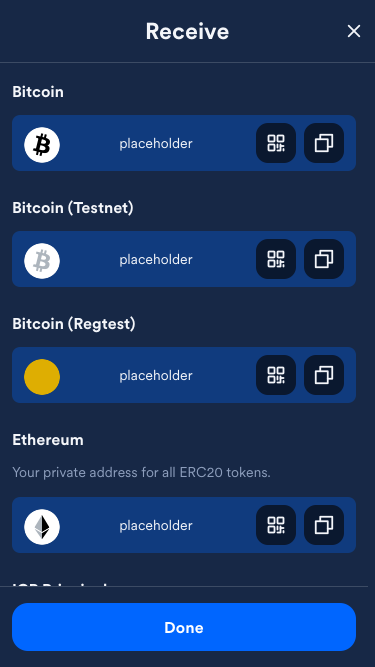 Receive
Bitcoin
placeholder
Bitcoin (Testnet)
placeholder
Bitcoin (Regtest)
placeholder
Ethereum
Your private address for all ERC20 tokens.
placeholder
Done